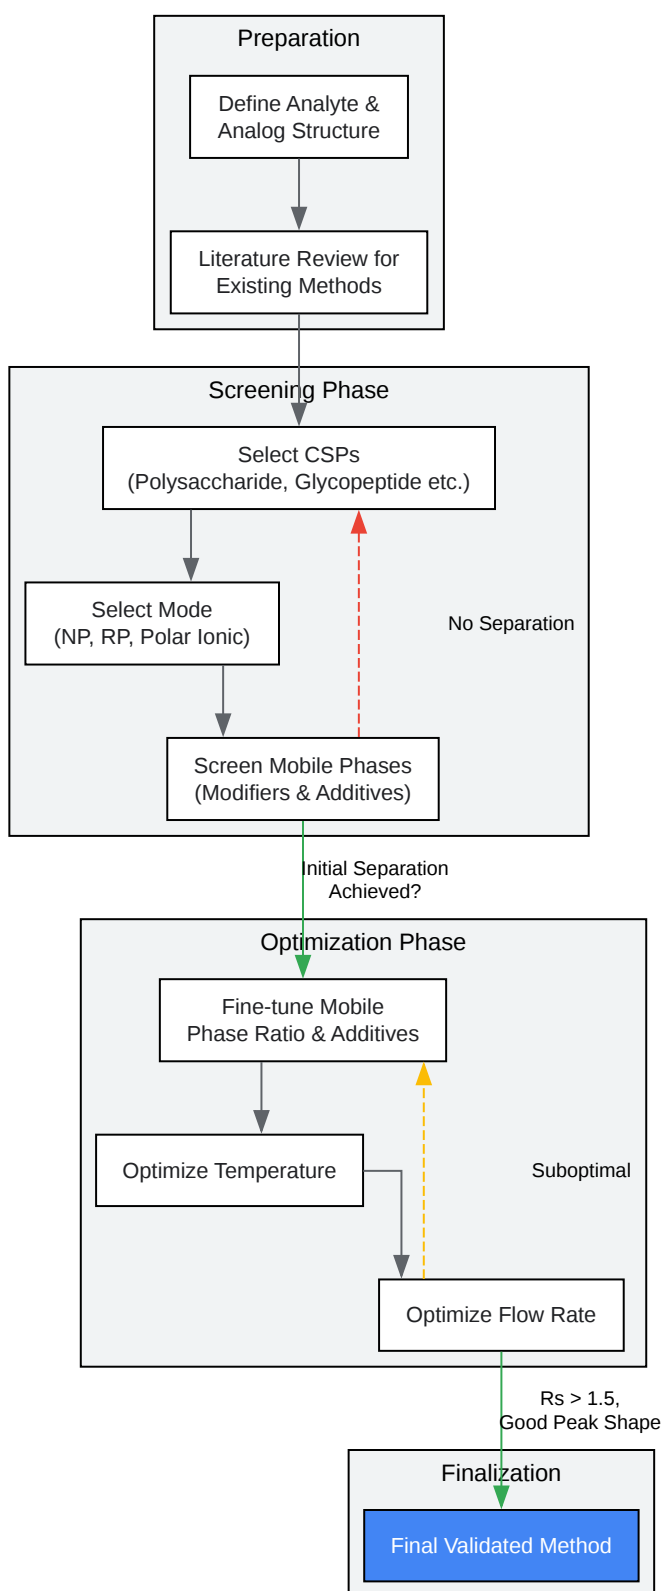 Preparation
Define Analyte &
Analog Structure
Literature Review for
Existing Methods
Screening Phase
Select CSPs
(Polysaccharide, Glycopeptide etc.)
Select Mode
(NP, RP, Polar Ionic)
No Separation
Screen Mobile Phases
(Modifiers & Additives)
Initial Separation
Achieved?
Optimization Phase
Fine-tune Mobile
Phase Ratio & Additives
Optimize Temperature
Suboptimal
Optimize Flow Rate
Rs > 1.5,
Good Peak Shape
Finalization
Final Validated Method